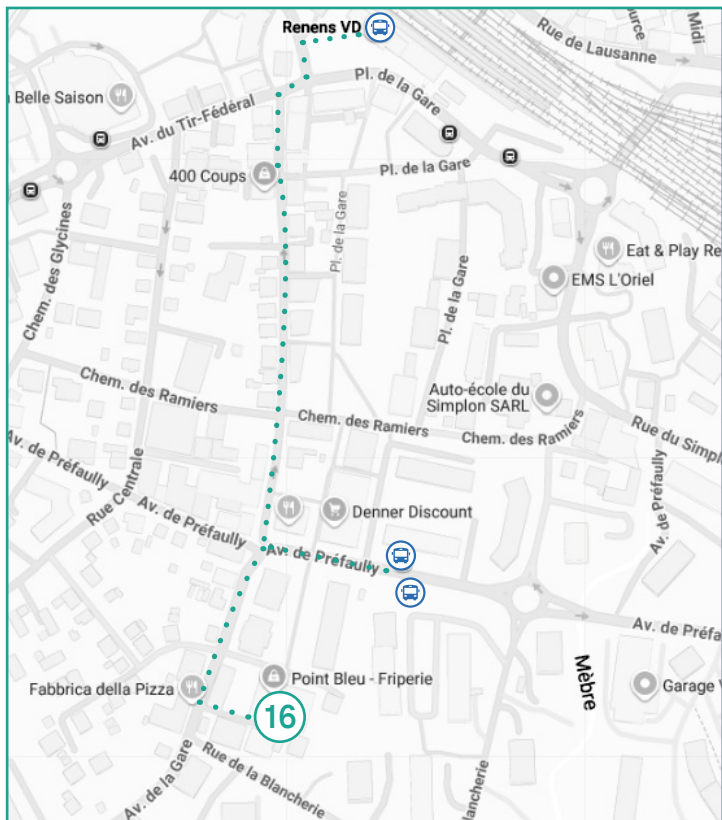 Renens VD
Rue de Lausanne
Midi
Belle Saison
Av. du Tir-Fédéral
Pl. de la Gare
400 Coups
Pl. de la Gare
Pl. de la Gare
Pl. de la Gare
Chem. des Glycines
Eat & Play Re
EMS L'Oriel
Chem. des Ramiers
Auto-école du
Simplon SARL
Chem. des Ramiers
Chem. des Ramiers
Rue du Simpl
Av. de Préfaully
Rue Centrale
Av. de Préfaully
Denner Discount
Av. de Préfaully
Av. de Préfaully
Av. de Préfa
Mèbre
Fabbrica della Pizza
Point Bleu - Friperie
Garage
16
Av. de la Gare
Rue de la Blancherie
ancherie